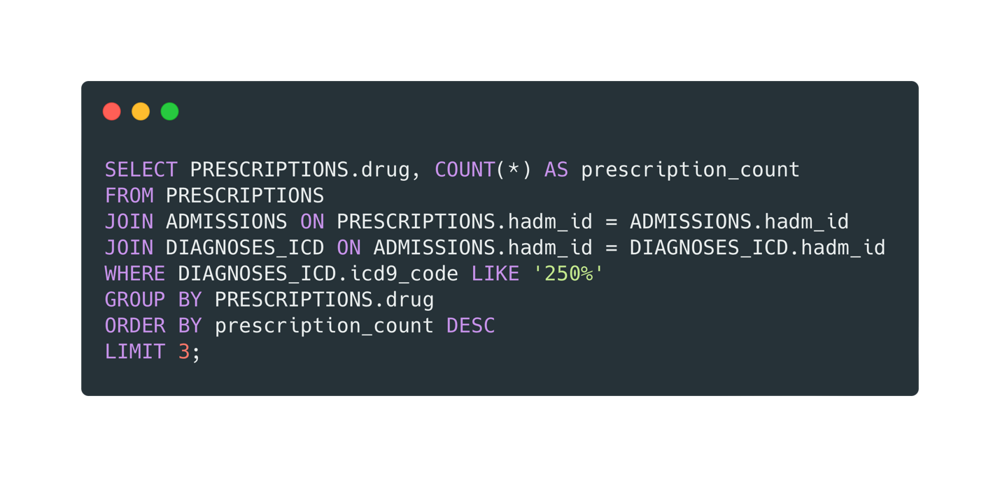 SELECT PRESCRIPTIONS.drug, COUNT(*) AS prescription_count
FROM PRESCRIPTIONS
JOIN ADMISSIONS ON PRESCRIPTIONS.hadm_id = ADMISSIONS.hadm_id
JOIN DIAGNOSES_ICD ON ADMISSIONS.hadm_id = DIAGNOSES_ICD.hadm_id
WHERE DIAGNOSES_ICD.icd9_code LIKE '250%'
GROUP BY PRESCRIPTIONS.drug
ORDER BY prescription_count DESC
LIMIT 3;